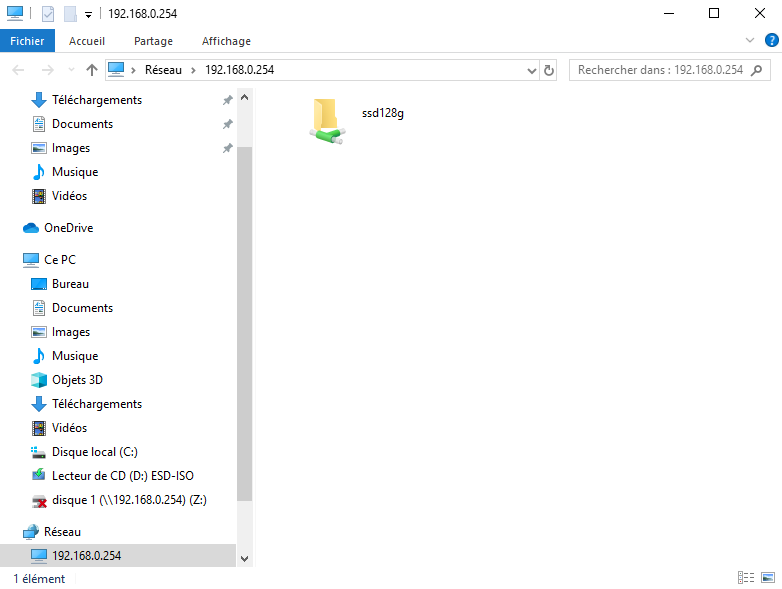 192.168.0.254
Fichier Accueil Partage Affichage ?
Réseau 192.168.0.254 Rechercher dans : 192.168.0.254
Téléchargements
Documents
Images
Musique
Vidéos
OneDrive
Ce PC
Bureau
Documents
Images
Musique
Objets 3D
Téléchargements
Vidéos
Disque local (C:)
Lecteur de CD (D:) ESD-ISO
disque 1 (\\192.168.0.254) (Z:)
Réseau
192.168.0.254
ssd128g
1 élément